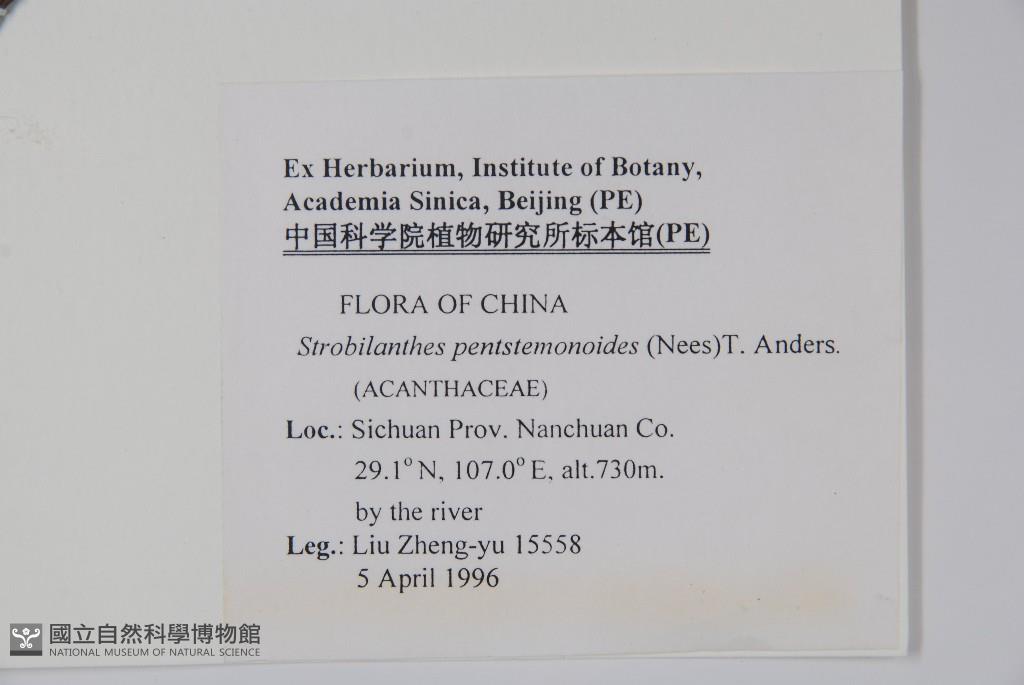 Ex Herbarium, Institute of Botany,
Academia Sinica, Beijing (PE)
中国科学院植物研究所标本馆(PE)
FLORA OF CHINA
Strobilanthes pentstemonoides (Nees)T. Anders.
(ACANTHACEAE)
Loc.: Sichuan Prov. Nanchuan Co.
29.1° N, 107.0° E, alt.730m.
by the river
Leg.: Liu Zheng-yu 15558
5 April 1996
國立自然科學博物館
NATIONAL MUSEUM OF NATURAL SCIENCE